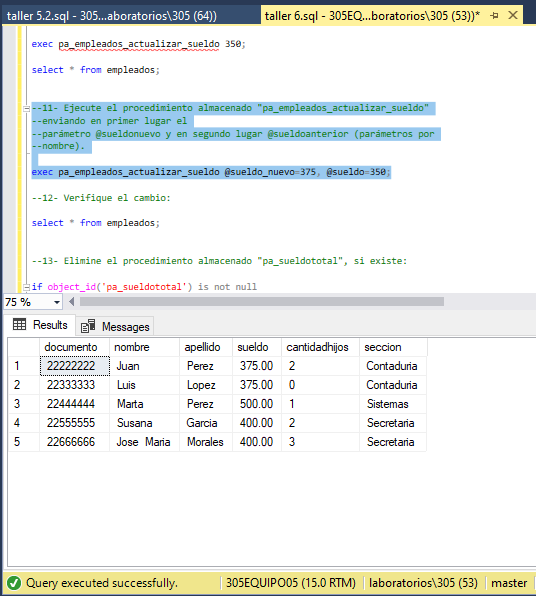 taller 5.2.sql - 305...aboratorios\305 (64))
taller 6.sql - 305EQ...boratorios\305 (53))*
exec pa_empleados_actualizar_sueldo 350;
select * from empleados;
--11- Ejecute el procedimiento almacenado "pa_empleados_actualizar_sueldo"
--enviando en primer lugar el
--parámetro @sueldonuevo y en segundo lugar @sueldoanterior (parámetros por
--nombre).
exec pa_empleados_actualizar_sueldo @sueldo_nuevo=375, @sueldo=350;
--12- Verifique el cambio:
select * from empleados;
--13- Elimine el procedimiento almacenado "pa_sueldototal", si existe:
if object_id('pa_sueldototal') is not null
75 %
Results Messages
documento nombre apellido sueldo cantidadhijos seccion
1 22222222 Juan Perez 375.00 2 Contaduria
2 22333333 Luis Lopez 375.00 0 Contaduria
3 22444444 Marta Perez 500.00 1 Sistemas
4 22555555 Susana Garcia 400.00 2 Secretaria
5 22666666 Jose Maria Morales 400.00 3 Secretaria
Query executed successfully. 305EQUIPO05 (15.0 RTM) laboratorios\305 (53) master